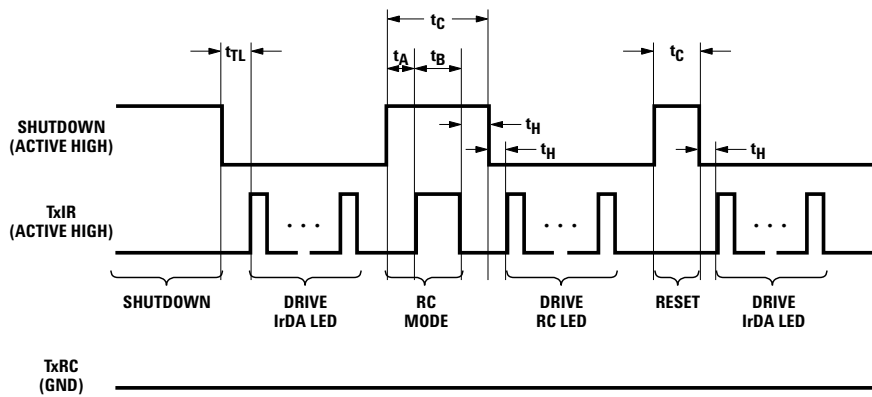 tC
tTL
tA
tB
tC
SHUTDOWN
(ACTIVE HIGH)
tH
tH
tH
TxIR
(ACTIVE HIGH)
. . .
. . .
. . .
SHUTDOWN
DRIVE
IrDA LED
RC
MODE
DRIVE
RC LED
RESET
DRIVE
IrDA LED
TxRC
(GND)